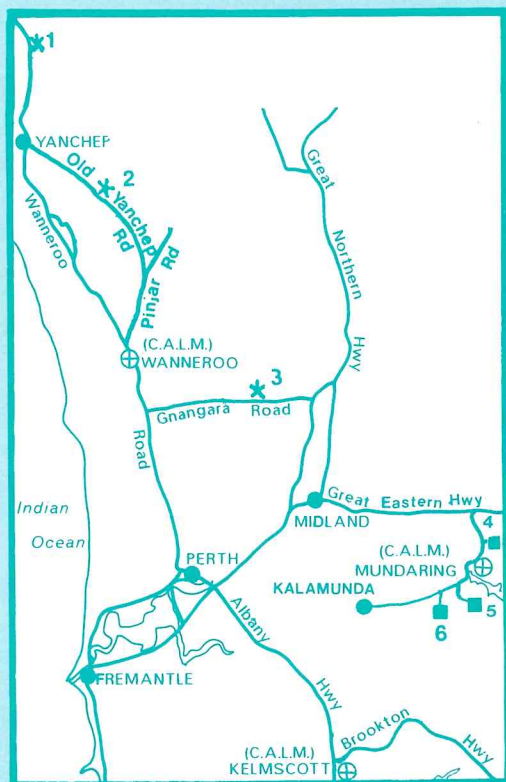 1
YANCHEP
Old Yanchep Rd
2
Wanneroo
Pinjar Rd
Great
Northern
Hwy
(C.A.L.M.)
WANNEROO
3
Gnangara Road
Road
Indian
Ocean
Great Eastern Hwy
MIDLAND
4
(C.A.L.M.)
MUNDARING
PERTH
KALAMUNDA
5
6
Albany
Hwy
FREMANTLE
Brookton
Hwy
(C.A.L.M.)
KELMSCOTT